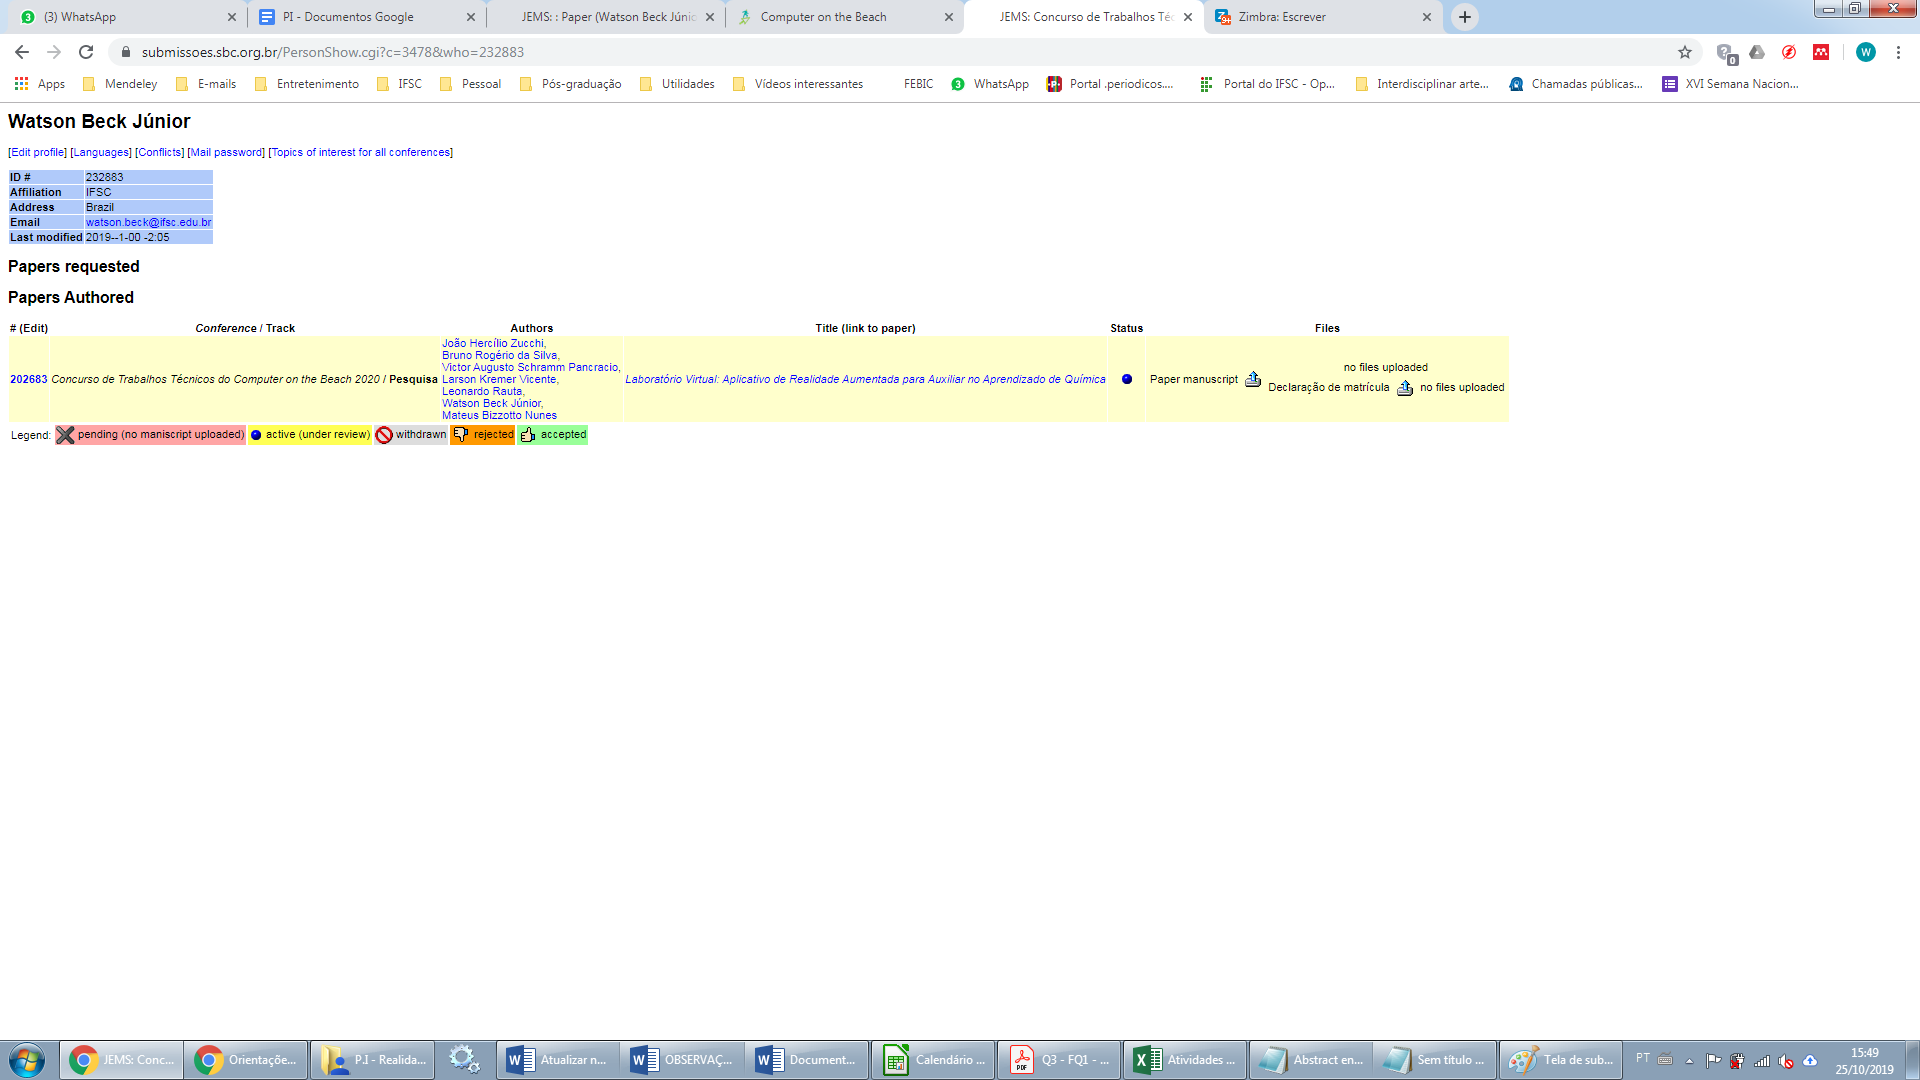 (3) WhatsApp
PI - Documentos Google
JEMS: : Paper (Watson Beck Júnic
Computer on the Beach
JEMS: Concurso de Trabalhos Téc
Zimbra: Escrever
submissoes.sbc.org.br/PersonShow.cgi?c=3478&who=232883
0
W
Apps
Mendeley
E-mails
Entretenimento
IFSC
Pessoal
Pós-graduação
Utilidades
Vídeos interessantes
FEBIC
WhatsApp
Portal .periodicos....
Portal do IFSC - Op...
Interdisciplinar arte...
Chamadas públicas...
XVI Semana Nacion...
Watson Beck Júnior
[Edit profile] [Languages] [Conflicts] [Mail password] [Topics of interest for all conferences]
ID # 232883
Affiliation IFSC
Address Brazil
Email watson.beck@ifsc.edu.br
Last modified 2019--1-00 -2:05
Papers requested
Papers Authored
# (Edit) Conference / Track Authors Title (link to paper) Status Files
202683 Concurso de Trabalhos Técnicos do Computer on the Beach 2020 / Pesquisa
João Hercílio Zucchi,
Bruno Rogério da Silva,
Victor Augusto Schramm Pancracio,
Larson Kremer Vicente,
Leonardo Rauta,
Watson Beck Júnior,
Mateus Bizzotto Nunes
Laboratório Virtual: Aplicativo de Realidade Aumentada para Auxiliar no Aprendizado de Química
Paper manuscript no files uploaded
Declaração de matrícula no files uploaded
Legend: pending (no maniscript uploaded) active (under review) withdrawn rejected accepted
JEMS: Conc...
Orientaçõe...
P.I - Realida...
Atualizar n...
OBSERVAÇ...
Document...
Calendário ...
Q3 - FQ1 - ...
Atividades ...
Abstract en...
Sem título ...
Tela de sub...
PT
15:49
25/10/2019